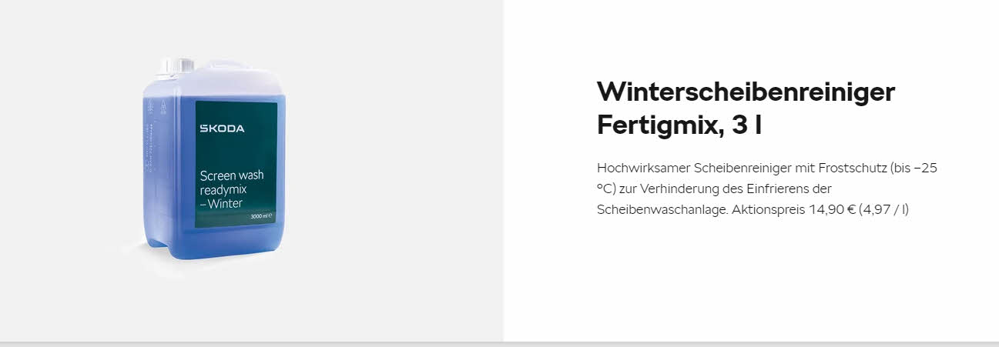 ŠKODA
Screen wash
readymix
–Winter
3000 ml ℮
Winterscheibenreiniger
Fertigmix, 3 l
Hochwirksamer Scheibenreiniger mit Frostschutz (bis –25
°C) zur Verhinderung des Einfrierens der
Scheibenwaschanlage. Aktionspreis 14,90 € (4,97 / l)